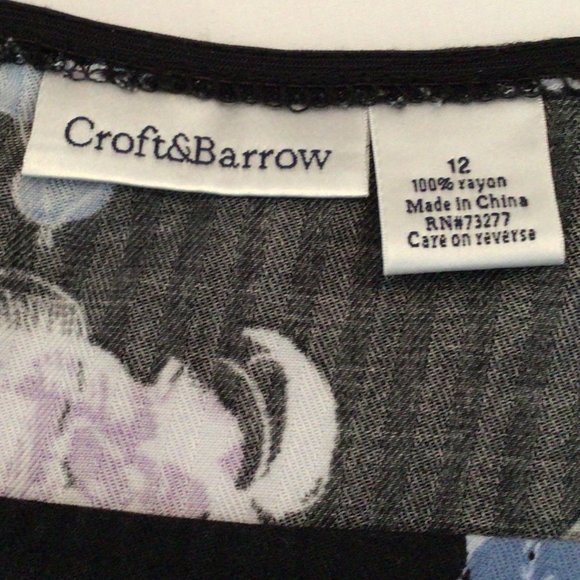 Croft&Barrow
12
100% rayon
Made in China
RN#73277
Care on reverse